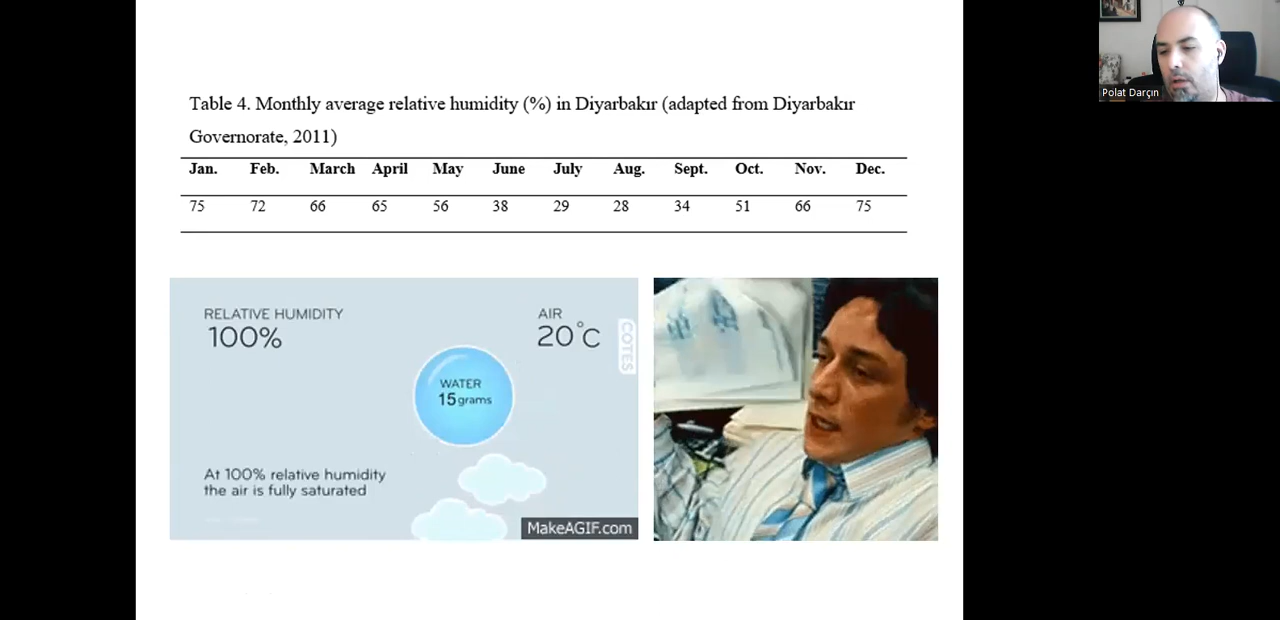 Polat Darçın
Table 4. Monthly average relative humidity (%) in Diyarbakır (adapted from Diyarbakır
Governorate, 2011)
Jan. Feb. March April May June July Aug. Sept. Oct. Nov. Dec.
75 72 66 65 56 38 29 28 34 51 66 75
RELATIVE HUMIDITY
100%
AIR
20°C
COTES
WATER
15 grams
At 100% relative humidity
the air is fully saturated
MakeAGIF.com